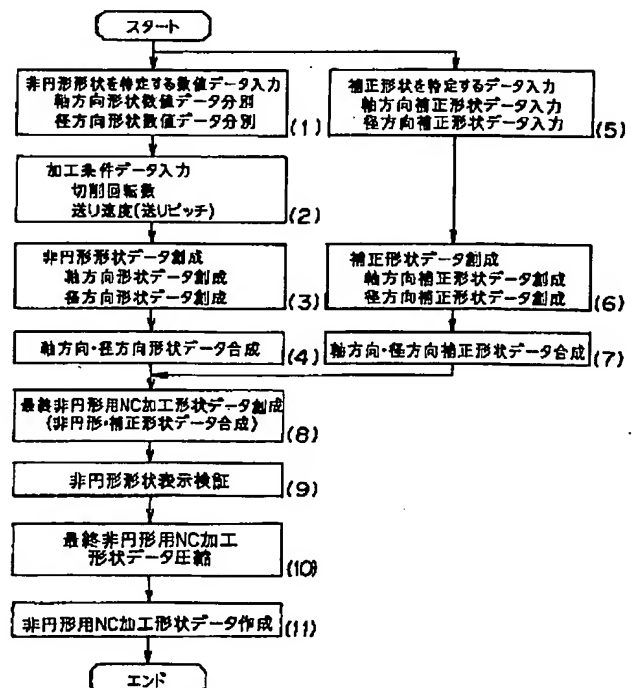 スタート
非円形形状を特定する数値データ入力
軸方向形状数値データ分別
径方向形状数値データ分別
(1)
補正形状を特定するデータ入力
軸方向補正形状データ入力
径方向補正形状データ入力
(5)
加工条件データ入力
切削回転数
送り速度(送りピッチ)
(2)
非円形形状データ創成
軸方向形状データ創成
径方向形状データ創成
(3)
補正形状データ創成
軸方向補正形状データ創成
径方向補正形状データ創成
(6)
軸方向・径方向形状データ合成
(4)
軸方向・径方向補正形状データ合成
(7)
最終非円形用NC加工形状データ創成
(非円形・補正形状データ合成)
(8)
非円形形状表示検証
(9)
最終非円形用NC加工
形状データ圧縮
(10)
非円形用NC加工形状データ作成
(11)
エンド